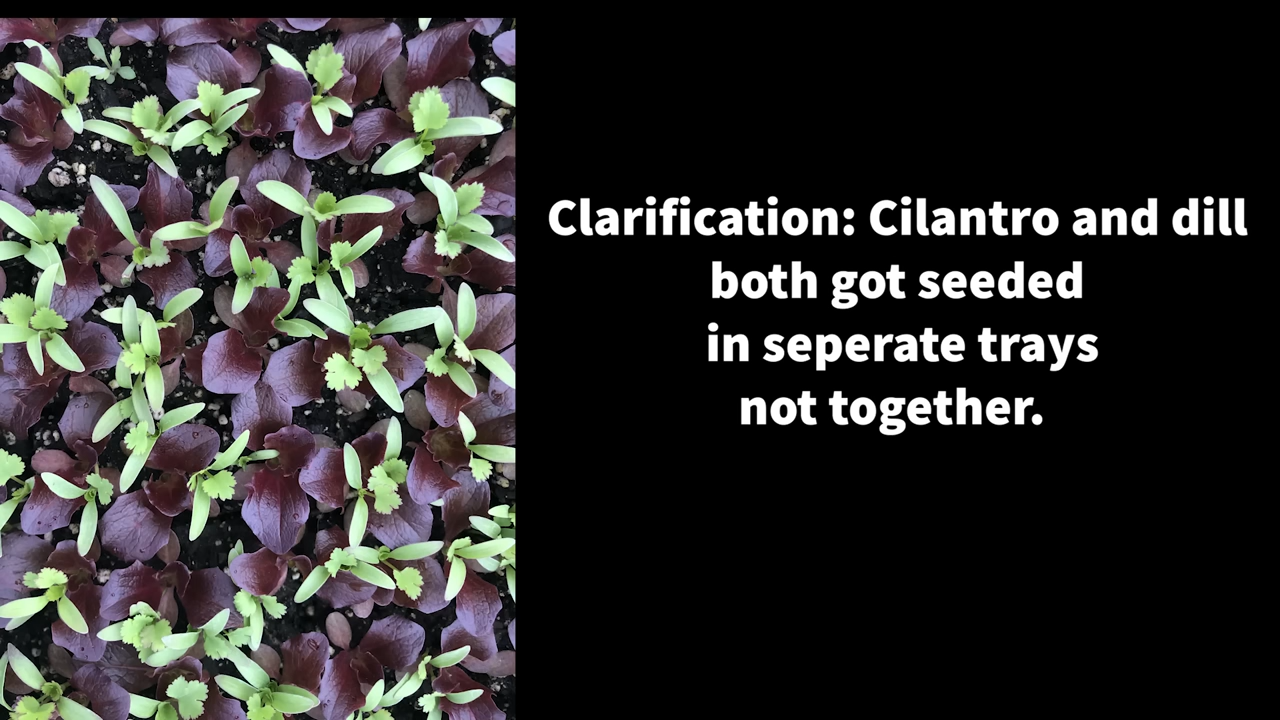 Clarification: Cilantro and dill
both got seeded
in seperate trays
not together.